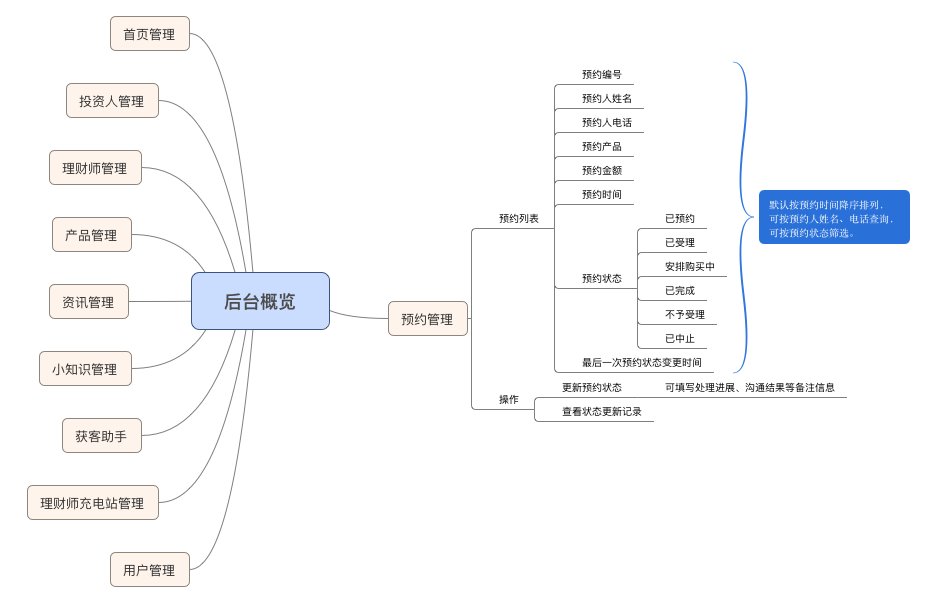 首页管理
投资人管理
理财师管理
产品管理
资讯管理
小知识管理
获客助手
理财师充电站管理
用户管理
后台概览
预约管理
预约列表
预约编号
预约人姓名
预约人电话
预约产品
预约金额
预约时间
预约状态
已预约
已受理
安排购买中
已完成
不予受理
已中止
最后一次预约状态变更时间
操作
更新预约状态
可填写处理进展、沟通结果等备注信息
查看状态更新记录
默认按预约时间降序排列，
可按预约人姓名、电话查询，
可按预约状态筛选。